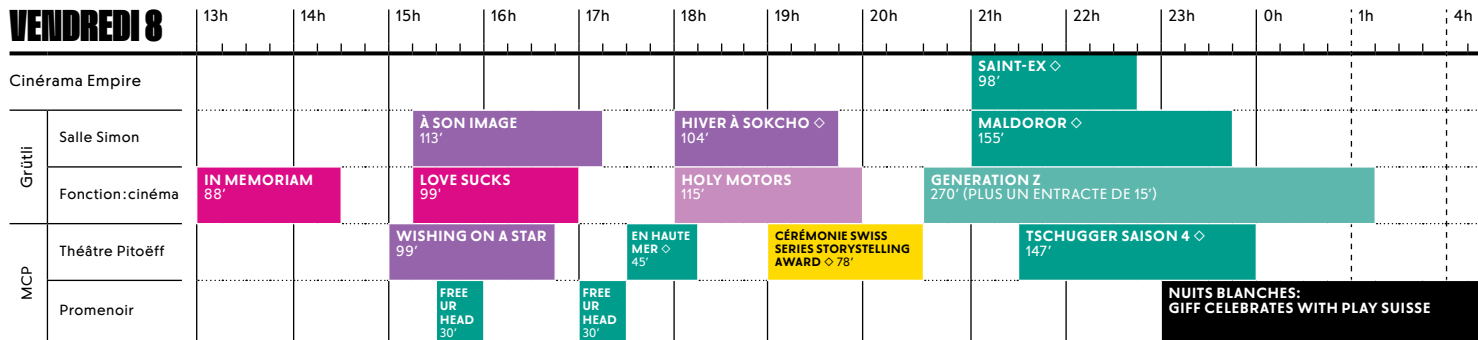 VENDREDI 8
13h 14h 15h 16h 17h 18h 19h 20h 21h 22h 23h 0h 1h 4h
Cinérama Empire
SAINT-EX ◇
98’
Grütli
Salle Simon
À SON IMAGE
113’
HIVER À SOKCHO ◇
104’
MALDOROR ◇
155’
Fonction:cinéma
IN MEMORIAM
88’
LOVE SUCKS
99'
HOLY MOTORS
115’
GENERATION Z
270’ (PLUS UN ENTRACTE DE 15’)
MCP
Théâtre Pitoëff
WISHING ON A STAR
99’
EN HAUTE
MER ◇
45’
CÉRÉMONIE SWISS
SERIES STORYSTELLING
AWARD ◇ 78’
TSCHUGGER SAISON 4 ◇
147’
Promenoir
FREE
UR
HEAD
30’
FREE
UR
HEAD
30’
NUITS BLANCHES:
GIFF CELEBRATES WITH PLAY SUISSE